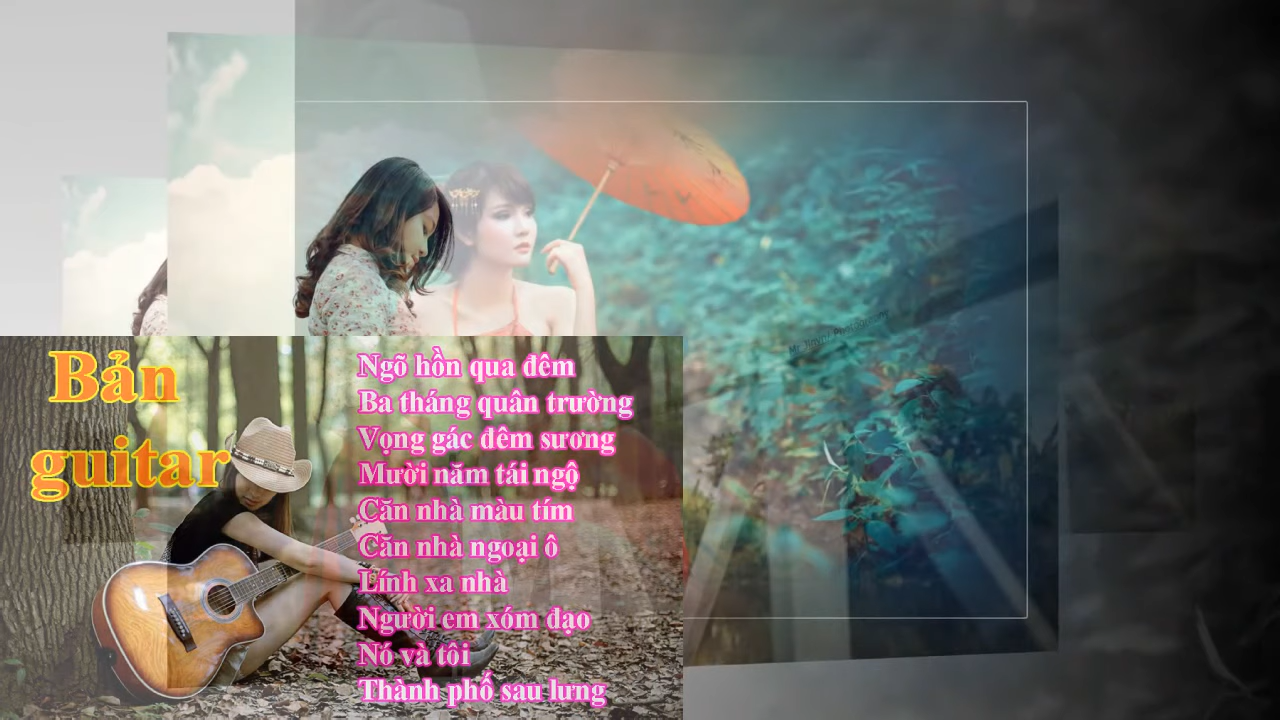 Bản
guitar
Ngõ hồn qua đêm
Ba tháng quân trường
Vọng gác đêm sương
Mười năm tái ngộ
Căn nhà màu tím
Căn nhà ngoại ô
Lính xa nhà
Người em xóm đạo
Nó và tôi
Thành phố sau lưng